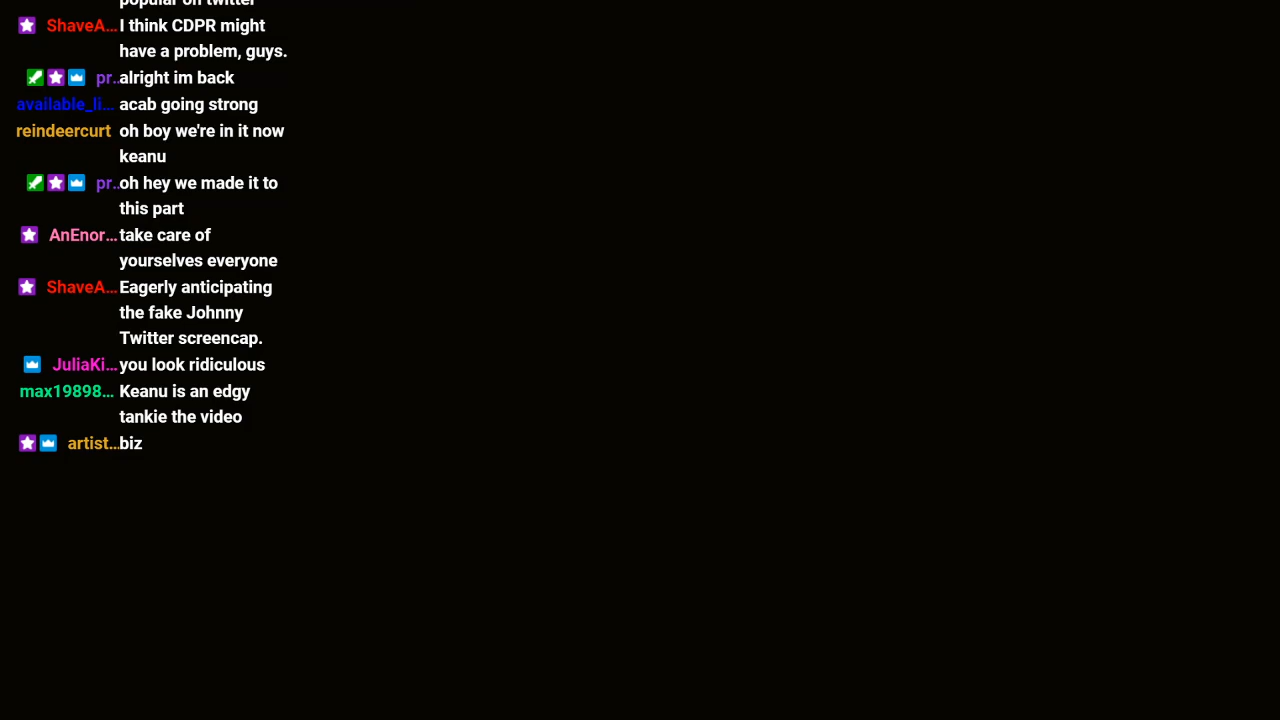 popular on twitter
ShaveA… I think CDPR might
have a problem, guys.
pr… alright im back
available_li… acab going strong
reindeercurt oh boy we're in it now
keanu
pr… oh hey we made it to
this part
AnEnor… take care of
yourselves everyone
ShaveA… Eagerly anticipating
the fake Johnny
Twitter screencap.
JuliaKi… you look ridiculous
max19898… Keanu is an edgy
tankie the video
artist… biz